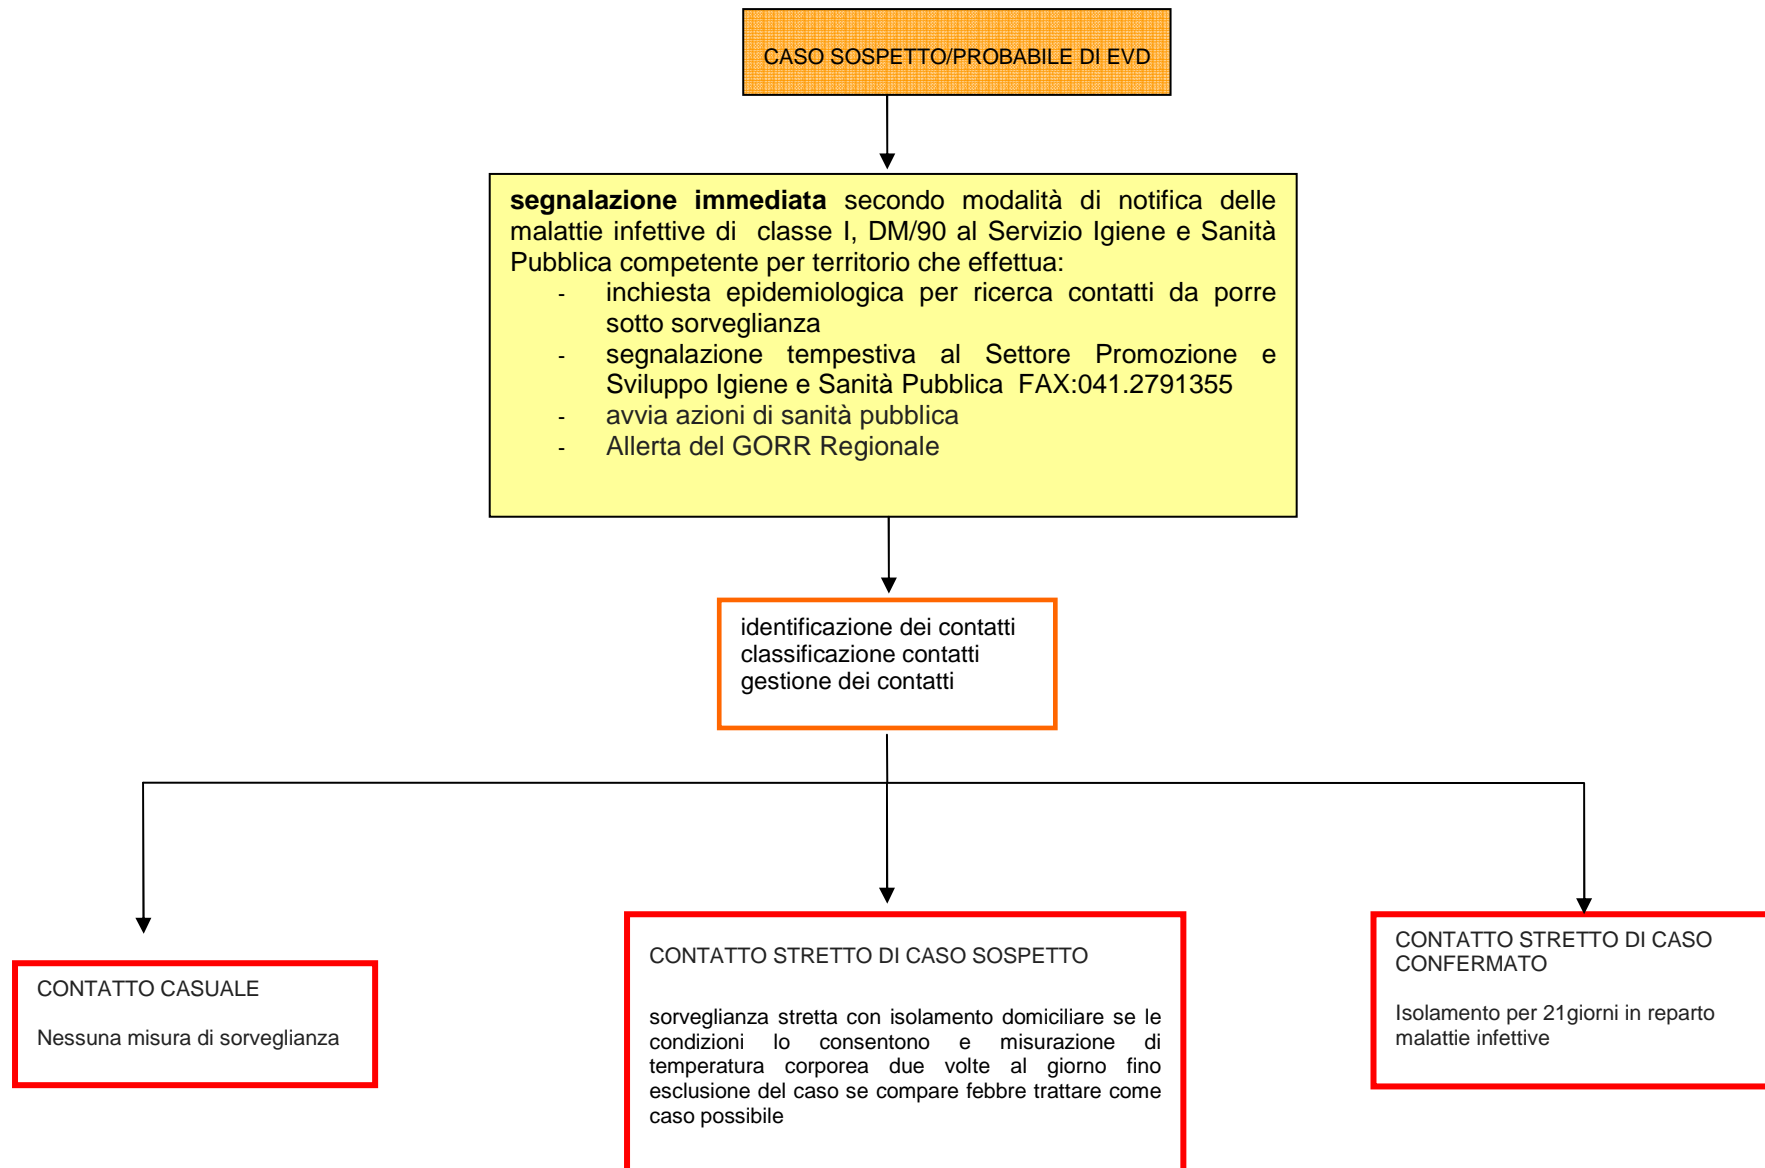 CASO SOSPETTO/PROBABILE DI EVD
segnalazione immediata secondo modalità di notifica delle
malattie infettive di classe I, DM/90 al Servizio Igiene e Sanità
Pubblica competente per territorio che effettua:
- inchiesta epidemiologica per ricerca contatti da porre
sotto sorveglianza
- segnalazione tempestiva al Settore Promozione e
Sviluppo Igiene e Sanità Pubblica FAX:041.2791355
- avvia azioni di sanità pubblica
- Allerta del GORR Regionale
identificazione dei contatti
classificazione contatti
gestione dei contatti
CONTATTO CASUALE
Nessuna misura di sorveglianza
CONTATTO STRETTO DI CASO SOSPETTO
sorveglianza stretta con isolamento domiciliare se le
condizioni lo consentono e misurazione di
temperatura corporea due volte al giorno fino
esclusione del caso se compare febbre trattare come
caso possibile
CONTATTO STRETTO DI CASO
CONFERMATO
Isolamento per 21giorni in reparto
malattie infettive